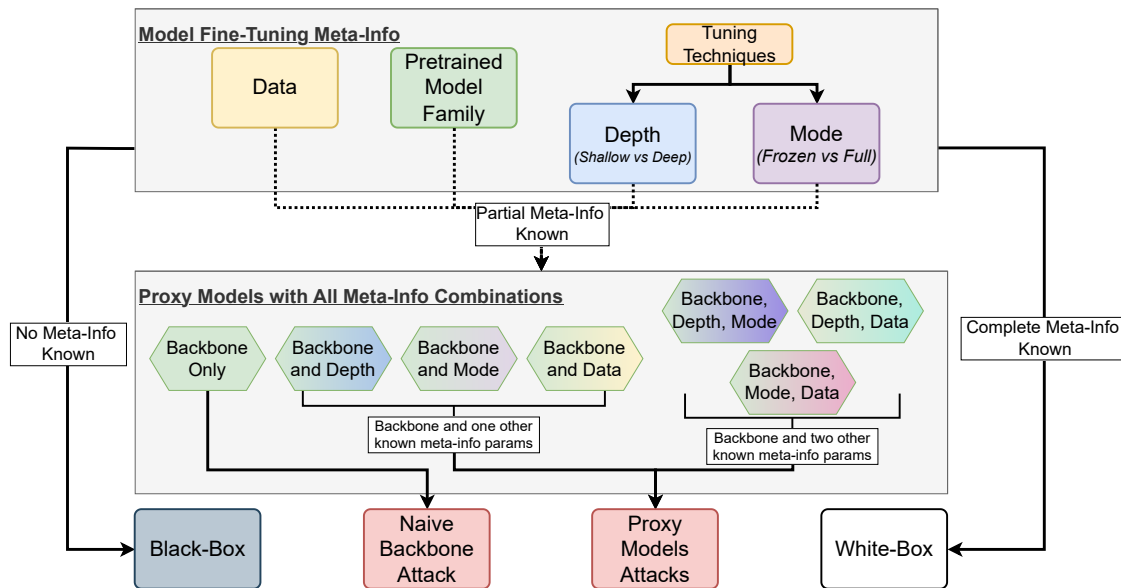 Model Fine-Tuning Meta-Info
Tuning
Techniques
Data
Pretrained
Model
Family
Depth
(Shallow vs Deep)
Mode
(Frozen vs Full)
Partial Meta-Info
Known
Proxy Models with All Meta-Info Combinations
No Meta-Info
Known
Complete Meta-Info
Known
Backbone
Only
Backbone
and Depth
Backbone
and Mode
Backbone
and Data
Backbone,
Depth, Mode
Backbone,
Depth, Data
Backbone,
Mode, Data
Backbone and one other
known meta-info params
Backbone and two other
known meta-info params
Black-Box
Naive
Backbone
Attack
Proxy
Models
Attacks
White-Box